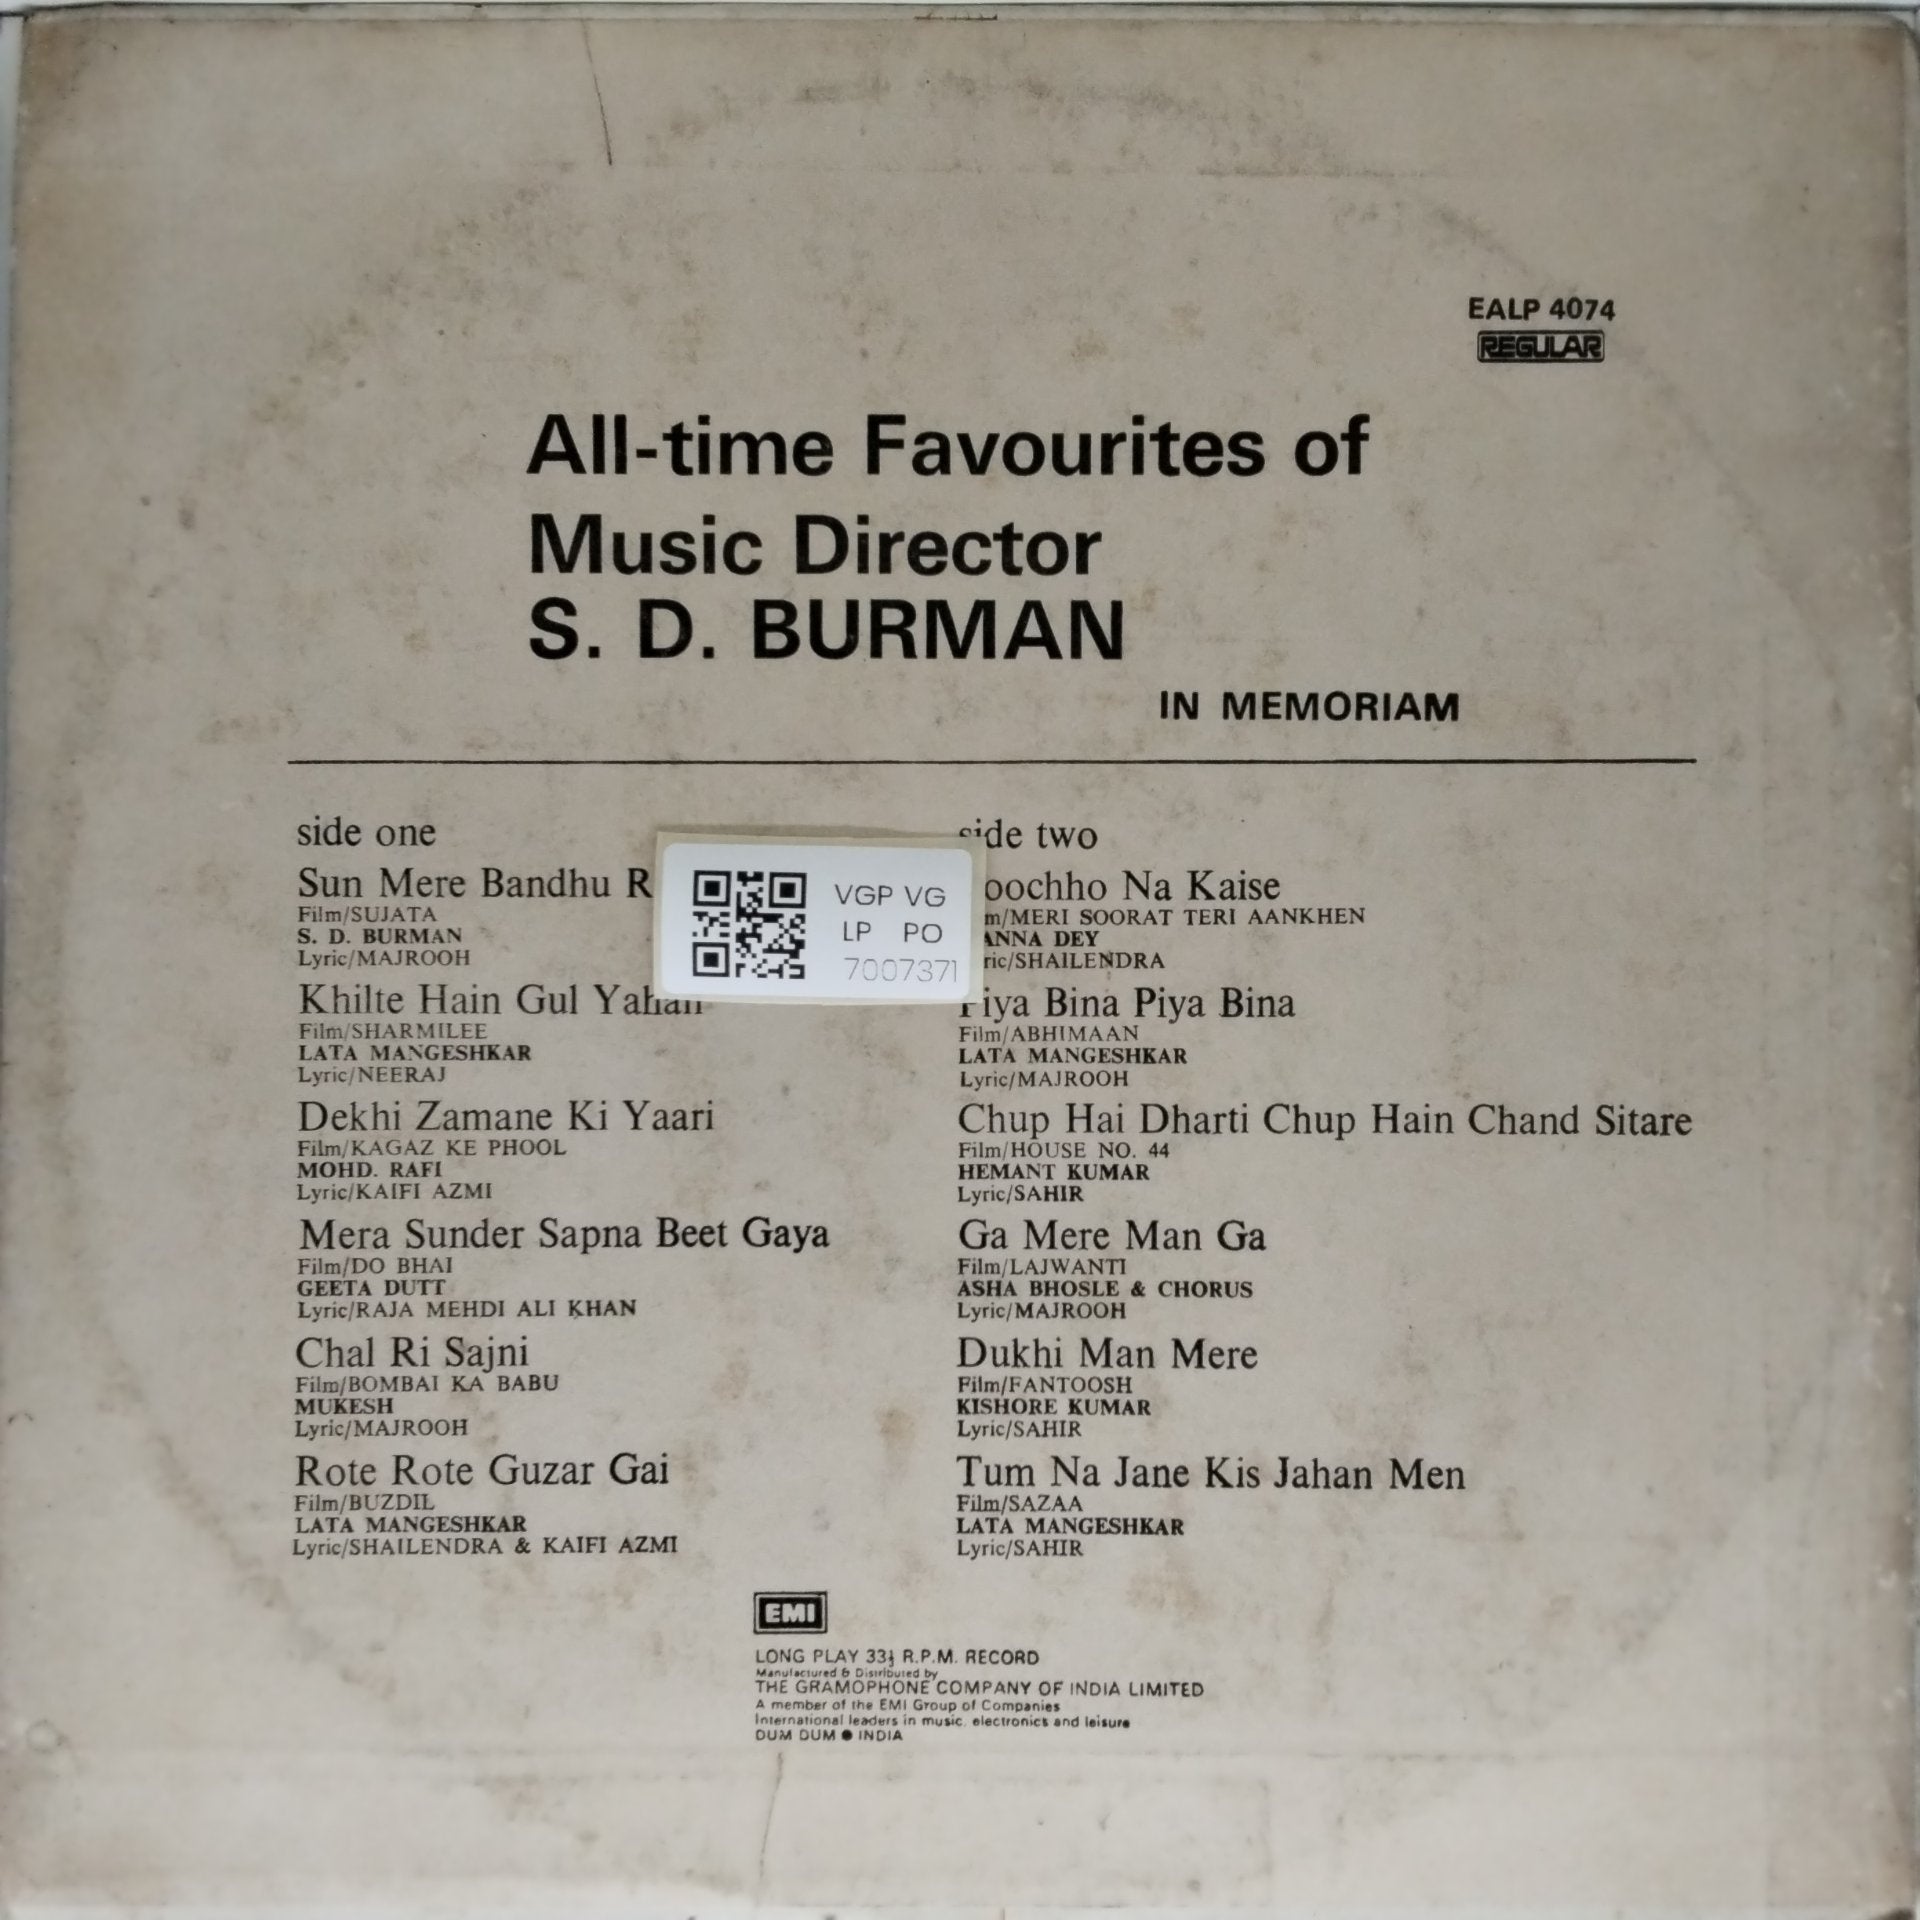 EALP 4074
REGULAR
All-time Favourites of
Music Director
S. D. BURMAN
IN MEMORIAM
side one
Sun Mere Bandhu
Film/SUJATA
S. D. BURMAN
Lyric/MAJROOH
Khilte Hain Gul Yahan
Film/SHARMILEE
LATA MANGESHKAR
Lyric/NEERAJ
Dekhi Zamane Ki Yaari
Film/KAGAZ KE PHOOL
MOHD. RAFI
Lyric/KAIFI AZMI
Mera Sunder Sapna Beet Gaya
Film/DO BHAI
GEETA DUTT
Lyric/RAJA MEHDI ALI KHAN
Chal Ri Sajni
Film/BOMBAI KA BABU
MUKESH
Lyric/MAJROOH
Rote Rote Guzar Gai
Film/BUZDIL
LATA MANGESHKAR
Lyric/SHAILENDRA & KAIFI AZMI
VGP VG
LP PO
7007371
side two
oochho Na Kaise
m/MERI SOORAT TERI AANKHEN
ANNA DEY
ric/SHAILENDRA
Piya Bina Piya Bina
Film/ABHIMAAN
LATA MANGESHKAR
Lyric/MAJROOH
Chup Hai Dharti Chup Hain Chand Sitare
Film/HOUSE NO. 44
HEMANT KUMAR
Lyric/SAHIR
Ga Mere Man Ga
Film/LAJWANTI
ASHA BHOSLE & CHORUS
Lyric/MAJROOH
Dukhi Man Mere
Film/FANTOOSH
KISHORE KUMAR
Lyric/SAHIR
Tum Na Jane Kis Jahan Men
Film/SAZAA
LATA MANGESHKAR
Lyric/SAHIR
EMI
LONG PLAY 33⅓ R.P.M. RECORD
Manufactured & Distributed by
THE GRAMOPHONE COMPANY OF INDIA LIMITED
A member of the EMI Group of Companies
International leaders in music, electronics and leisure
DUM DUM ● INDIA